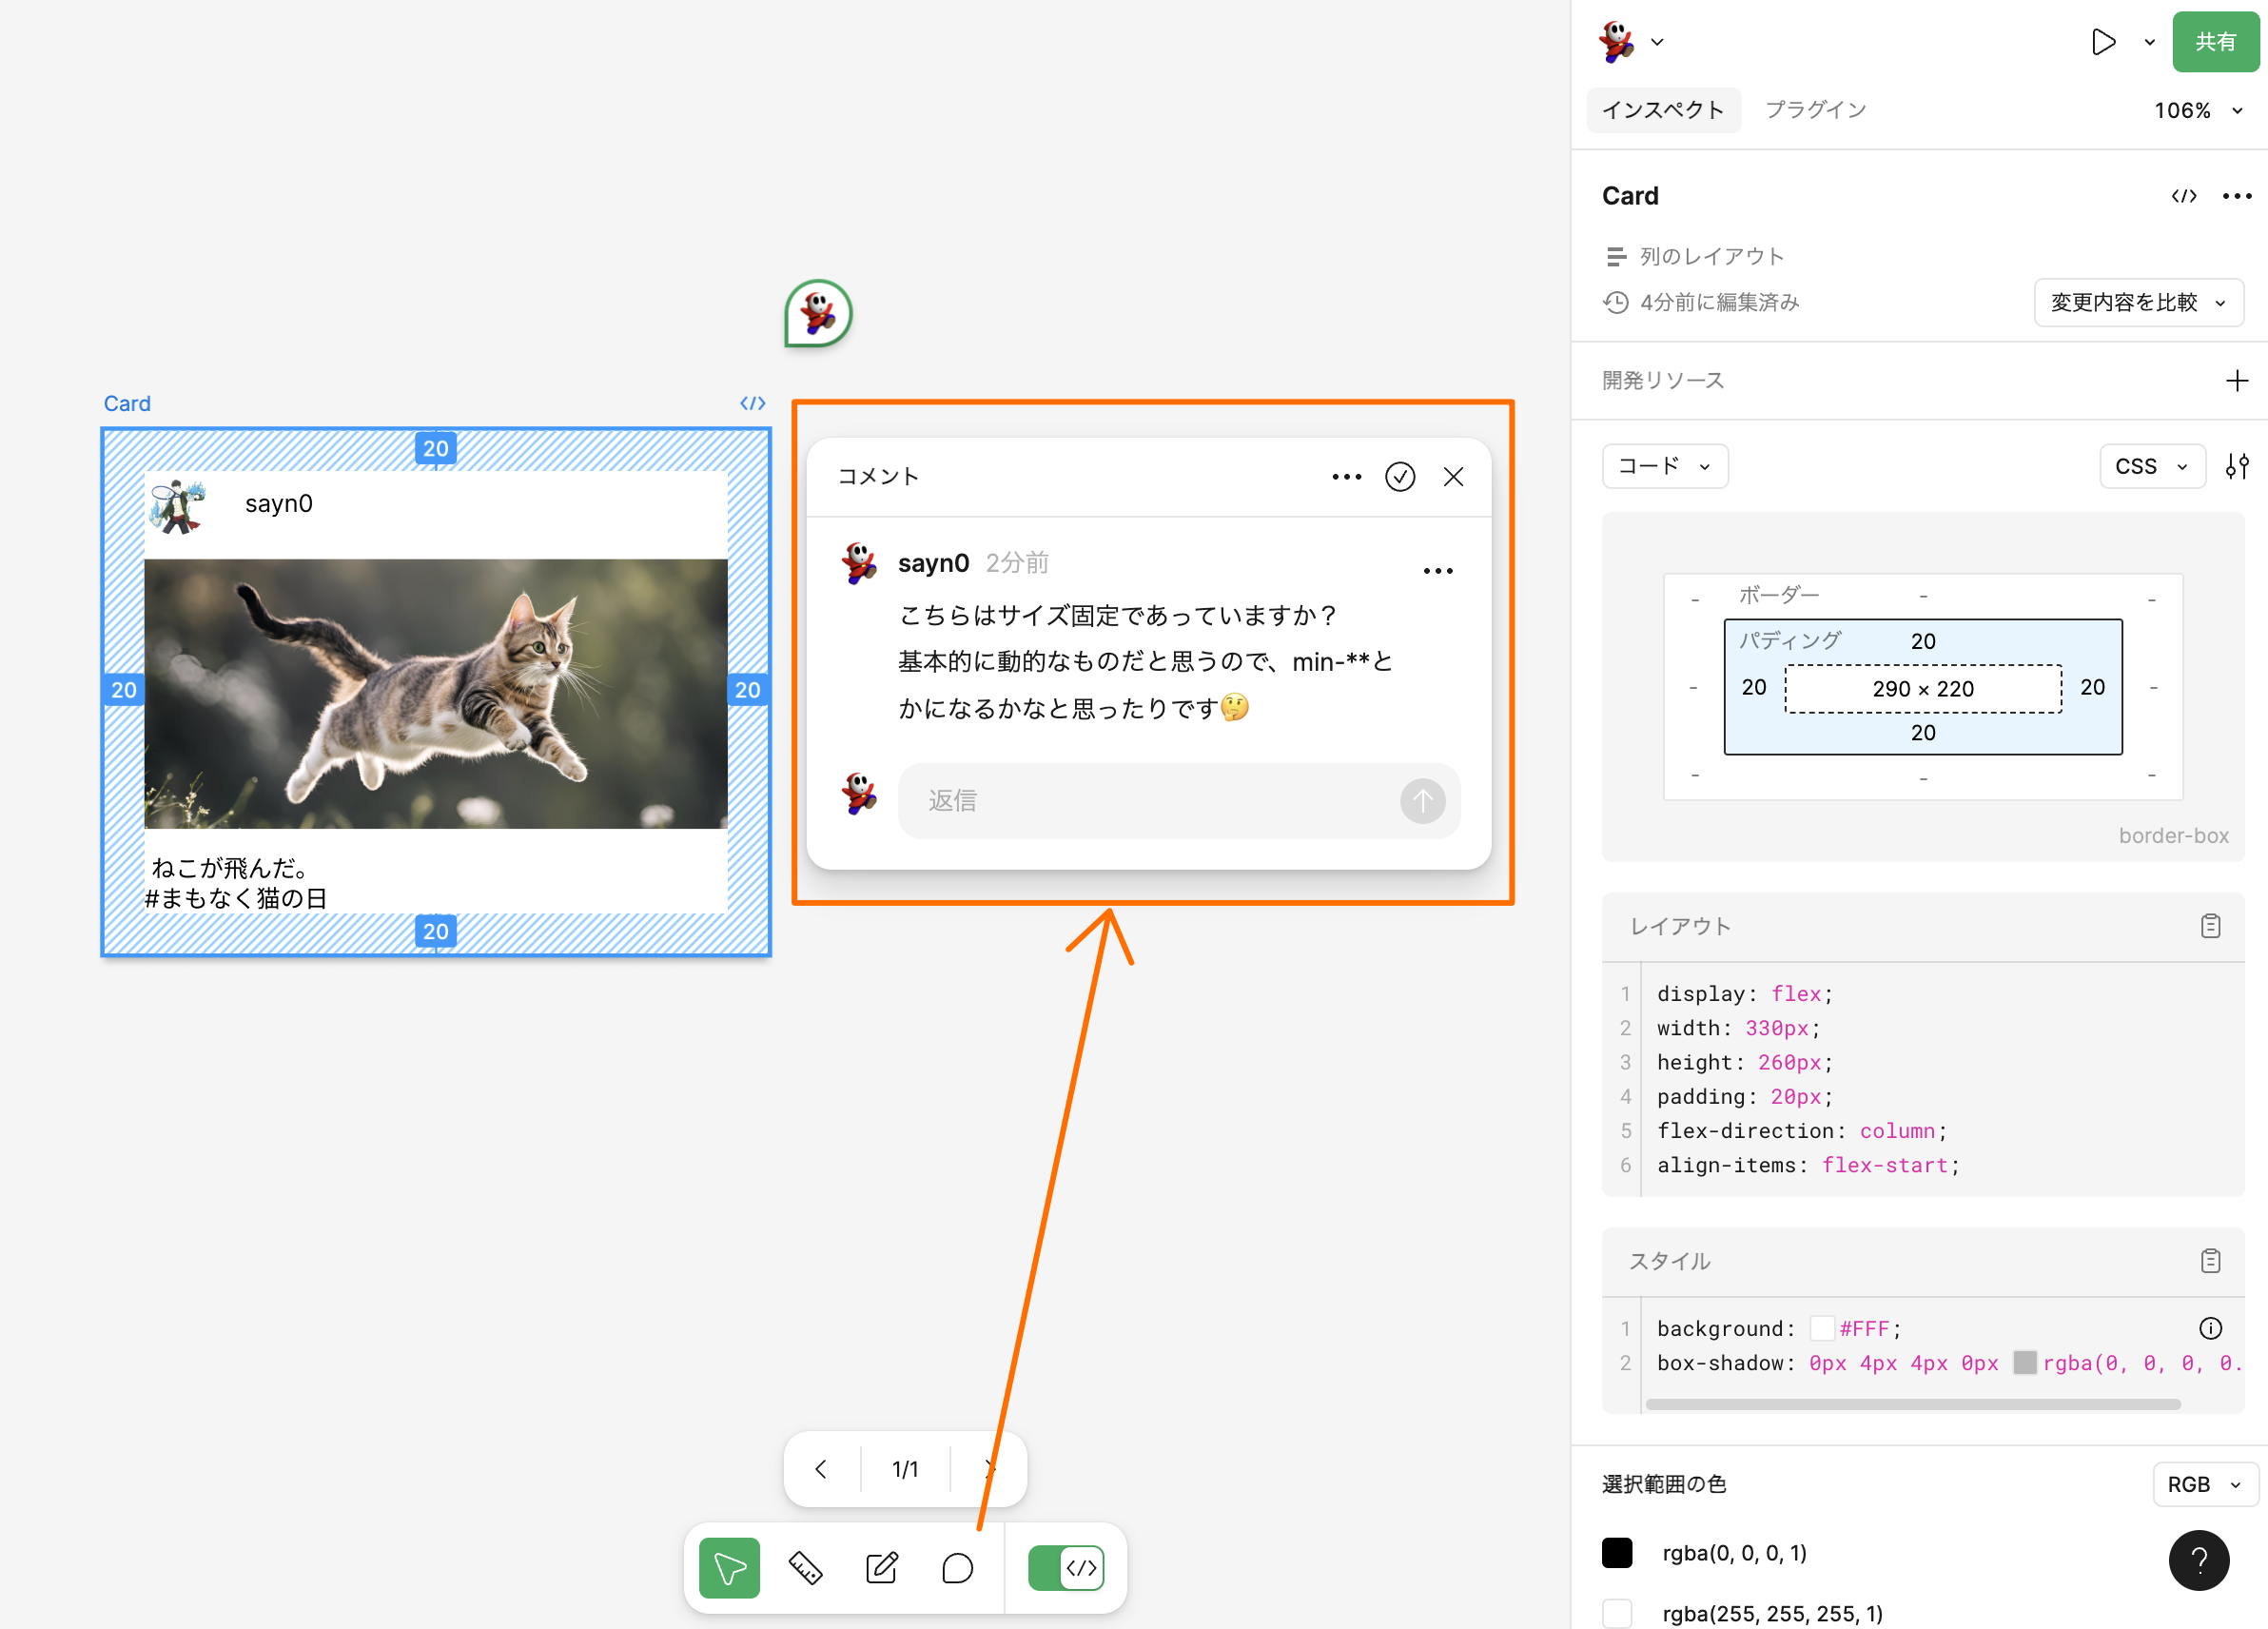 共有
インスペクト
プラグイン
106%
Card
列のレイアウト
4分前に編集済み
変更内容を比較
開発リソース
コード
CSS
- ボーダー - -
パディング 20
- 20 290 × 220 20 -
20
- - -
border-box
レイアウト
1 display: flex;
2 width: 330px;
3 height: 260px;
4 padding: 20px;
5 flex-direction: column;
6 align-items: flex-start;
スタイル
1 background: #FFF;
2 box-shadow: 0px 4px 4px 0px rgba(0, 0, 0, 0.
選択範囲の色
RGB
rgba(0, 0, 0, 1)
rgba(255, 255, 255, 1)
?
Card
</>
20
sayn0
20
20
ねこが飛んだ。
#まもなく猫の日
20
コメント
sayn0 2分前
こちらはサイズ固定であっていますか？
基本的に動的なものだと思うので、min-**と
かになるかなと思ったりです🤔
返信
1/1
</>